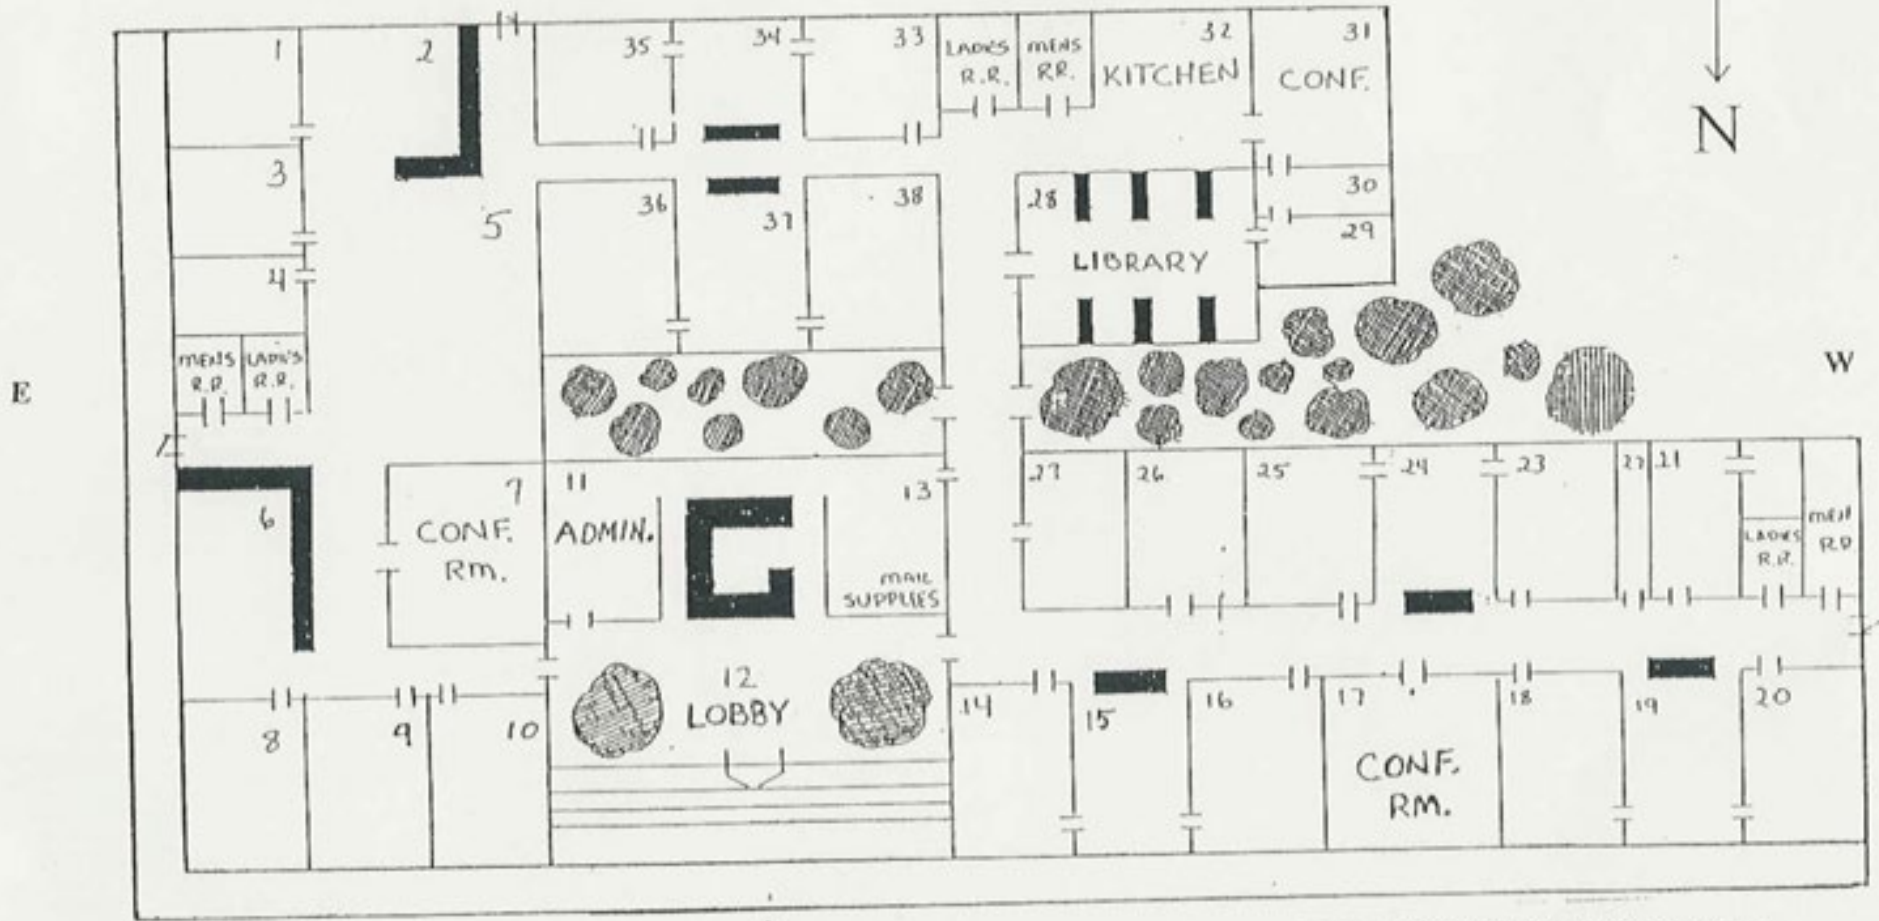 1
2
35
34
33
LADIES
R.R.
MENS
RR.
32
KITCHEN
31
CONF.
N
3
4
5
36
37
38
28
LIBRARY
30
29
MENS
R.R.
R.R.
E
W
6
7
CONF.
Rm.
11
ADMIN.
13
MAIL
SUPPLIES
27
26
25
24
23
21
LADIES
R.R.
MEN
RR
8
9
10
12
LOBBY
14
15
16
17
CONF.
RM.
18
19
20